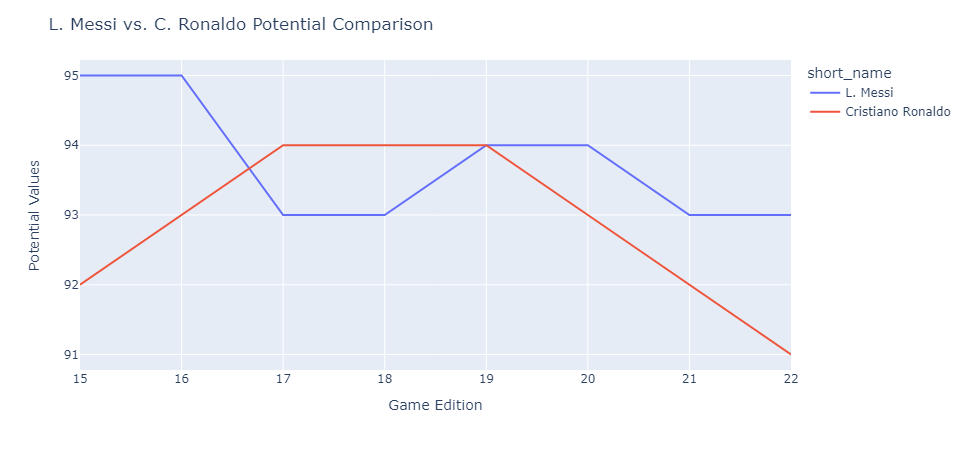 L. Messi vs. C. Ronaldo Potential Comparison
short_name
L. Messi
Cristiano Ronaldo
Potential Values
95
94
93
92
91
15 16 17 18 19 20 21 22
Game Edition